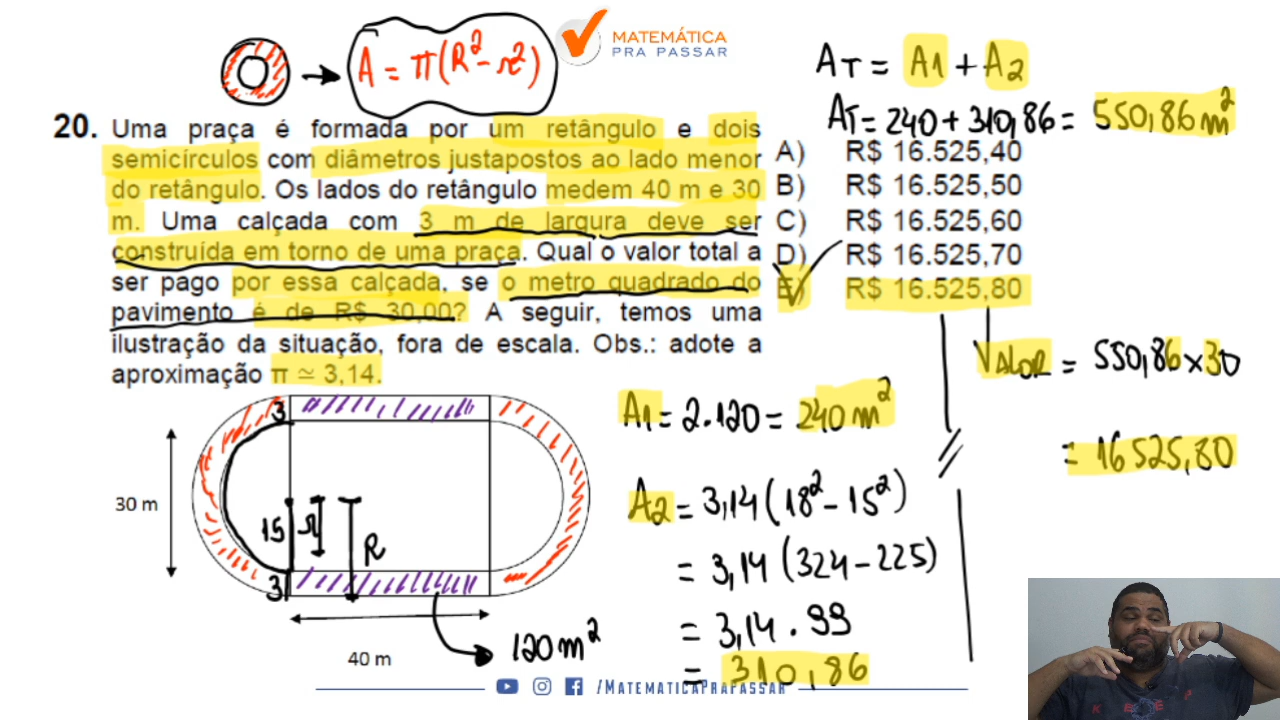 MATEMÁTICA
PRA PASSAR
A = π(R² - r²)
AT = A1 + A2
AT = 240 + 310,86 = 550,86 m²
20. Uma praça é formada por um retângulo e dois
semicírculos com diâmetros justapostos ao lado menor
do retângulo. Os lados do retângulo medem 40 m e 30
m. Uma calçada com 3 m de largura deve ser
construída em torno de uma praça. Qual o valor total a
ser pago por essa calçada, se o metro quadrado do
pavimento é de R$ 30,00? A seguir, temos uma
ilustração da situação, fora de escala. Obs.: adote a
aproximação π ≃ 3,14.
A) R$ 16.525,40
B) R$ 16.525,50
C) R$ 16.525,60
D) R$ 16.525,70
E) R$ 16.525,80
VALOR = 550,86 x 30
= 16 525,80
3
30 m
15 r R
3
40 m
120 m²
A1 = 2.120 = 240 m²
A2 = 3,14 (18² - 15²)
= 3,14 (324 - 225)
= 3,14 . 99
= 310,86
/MATEMATICAPRAPASSAR